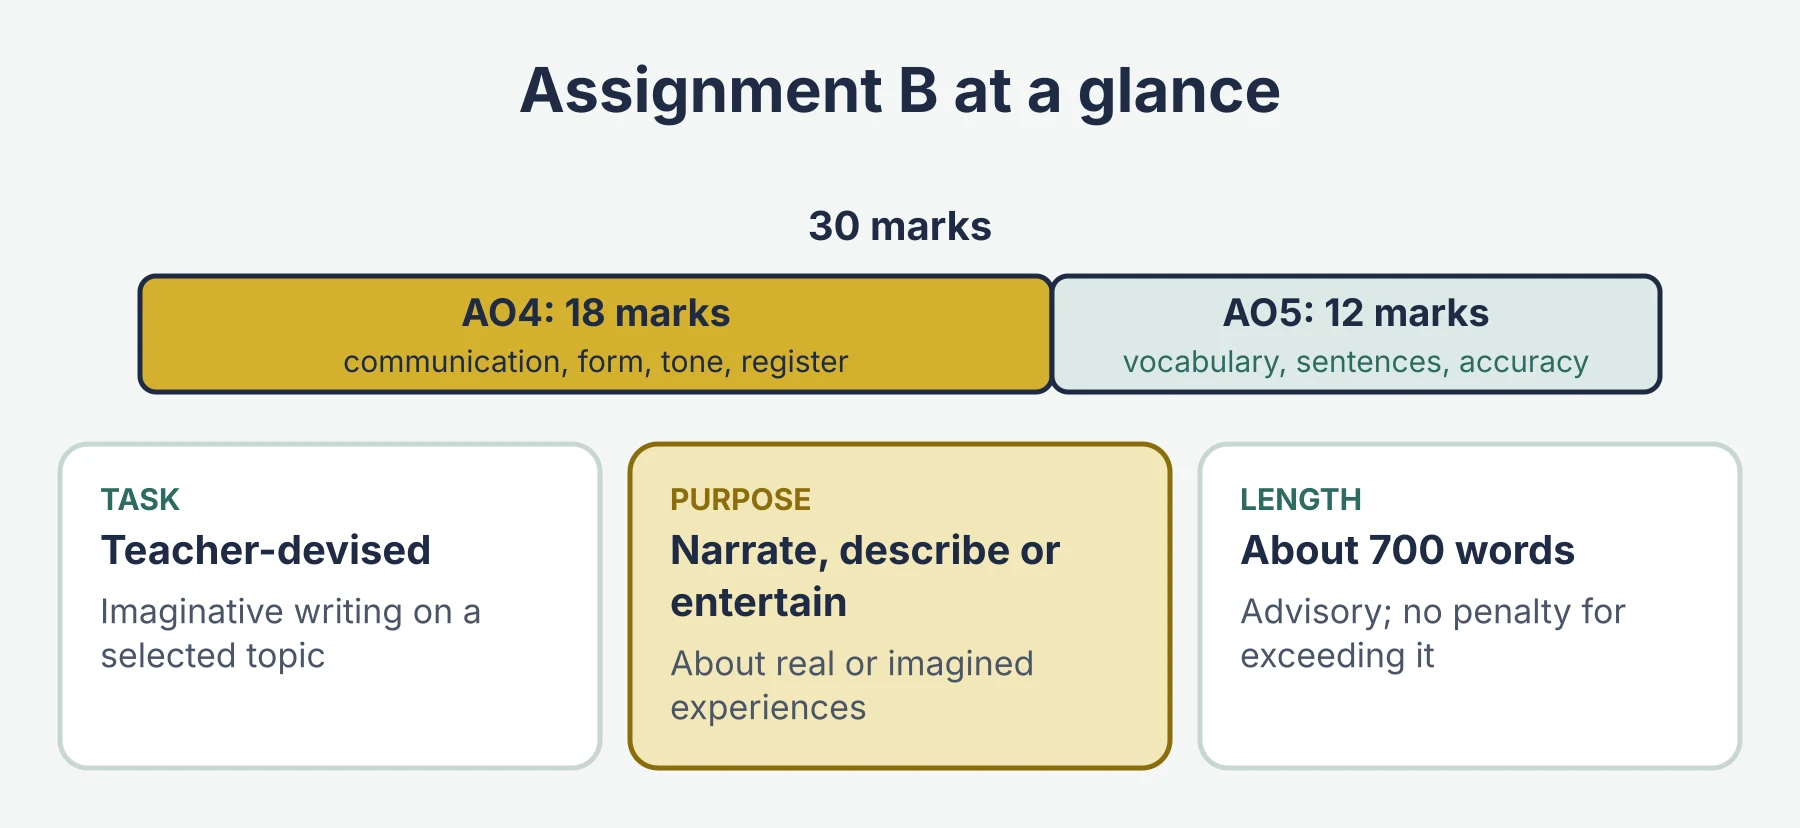 Assignment B at a glance
30 marks
AO4: 18 marks
communication, form, tone, register
AO5: 12 marks
vocabulary, sentences, accuracy
TASK
Teacher-devised
Imaginative writing on a
selected topic
PURPOSE
Narrate, describe or
entertain
About real or imagined
experiences
LENGTH
About 700 words
Advisory; no penalty for
exceeding it